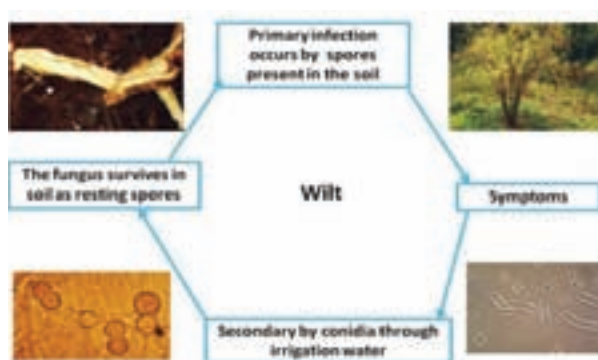 Primary infection
occurs by spores
present in the soil
The fungus survives in
soil as resting spores
Wilt
Symptoms
Secondary by conidia through
irrigation water